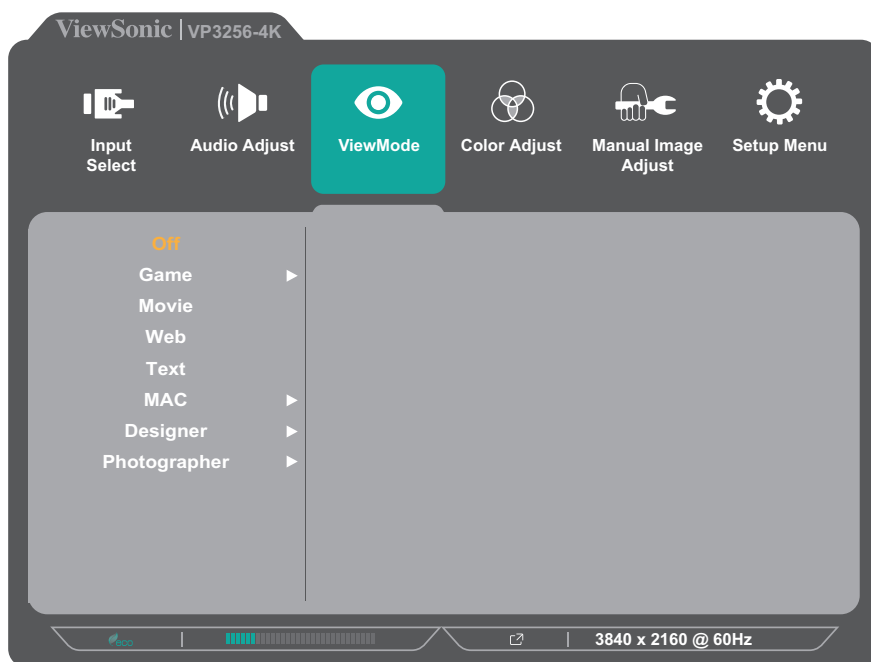 ViewSonic | VP3256-4K
Input Select
Audio Adjust
ViewMode
Color Adjust
Manual Image Adjust
Setup Menu
Off
Game
Movie
Web
Text
MAC
Designer
Photographer
eco
3840 x 2160 @ 60Hz